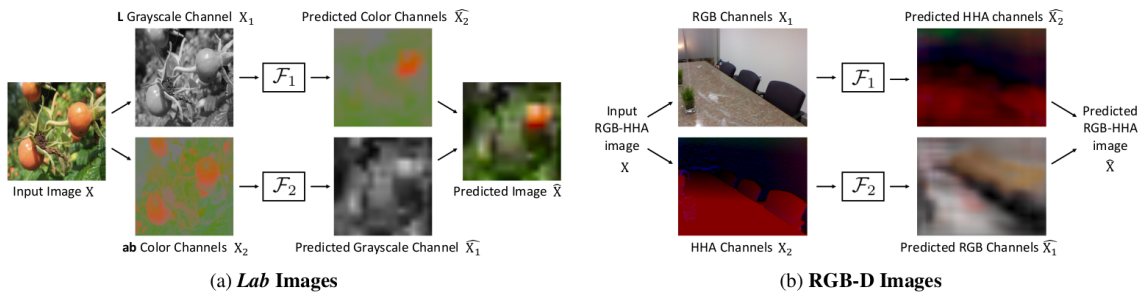 L Grayscale Channel X₁
Predicted Color Channels X̂₂
ℱ₁
Input Image X
Predicted Image X̂
ℱ₂
ab Color Channels X₂
Predicted Grayscale Channel X̂₁
(a) Lab Images
RGB Channels X₁
Predicted HHA channels X̂₂
ℱ₁
Input
RGB-HHA
image
X
Predicted
RGB-HHA
image
X̂
ℱ₂
HHA Channels X₂
Predicted RGB Channels X̂₁
(b) RGB-D Images